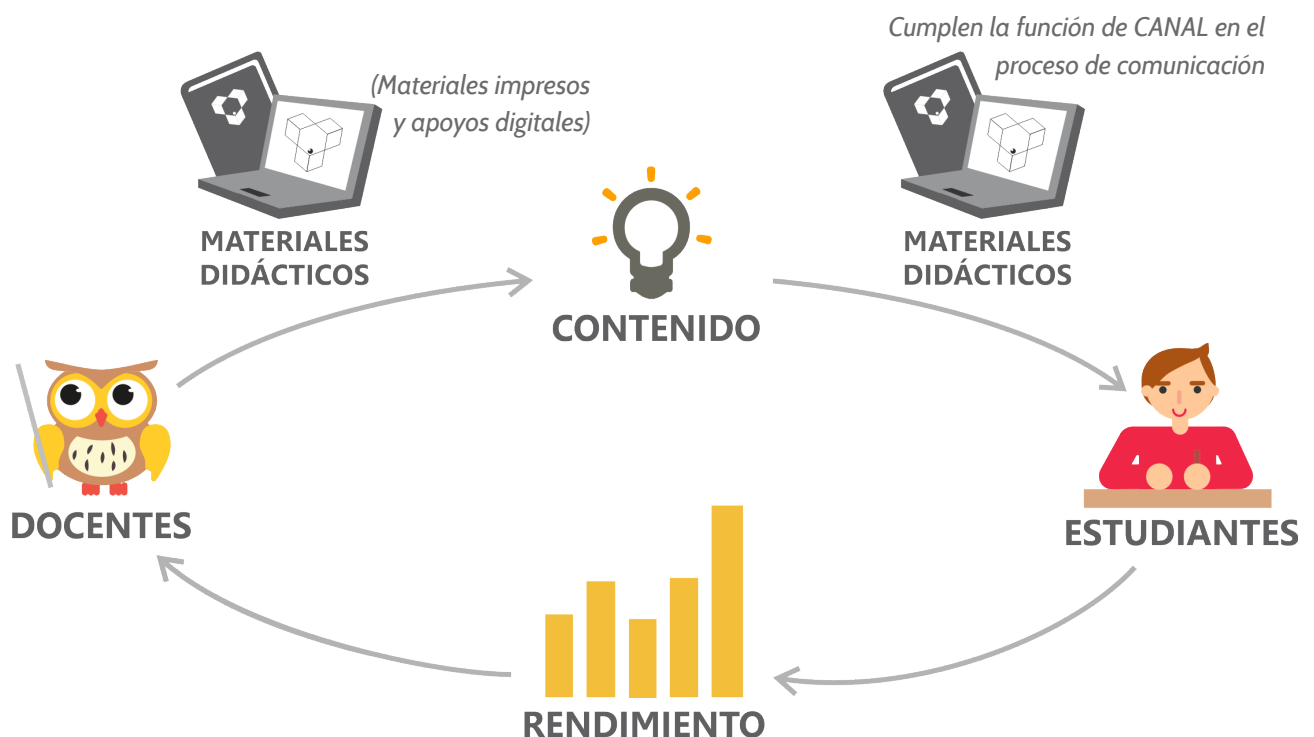 Cumplen la función de CANAL en el
proceso de comunicación
(Materiales impresos
y apoyos digitales)
MATERIALES
DIDÁCTICOS
MATERIALES
DIDÁCTICOS
CONTENIDO
DOCENTES
ESTUDIANTES
RENDIMIENTO